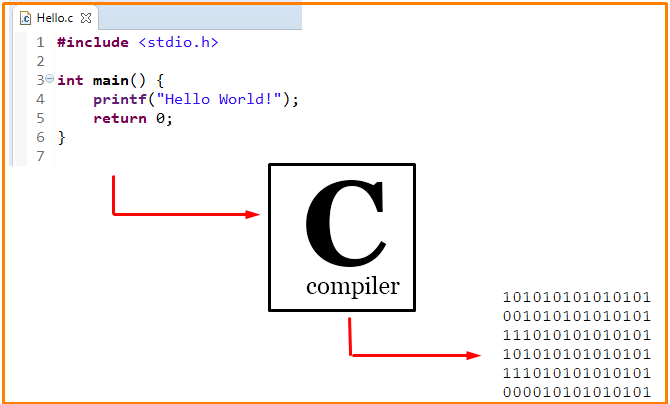 Hello.c
1 #include <stdio.h>
2
3 int main() {
4     printf("Hello World!");
5     return 0;
6 }
7
C
compiler
101010101010101
001010101010101
111010101010101
101010101010101
111010101010101
000010101010101